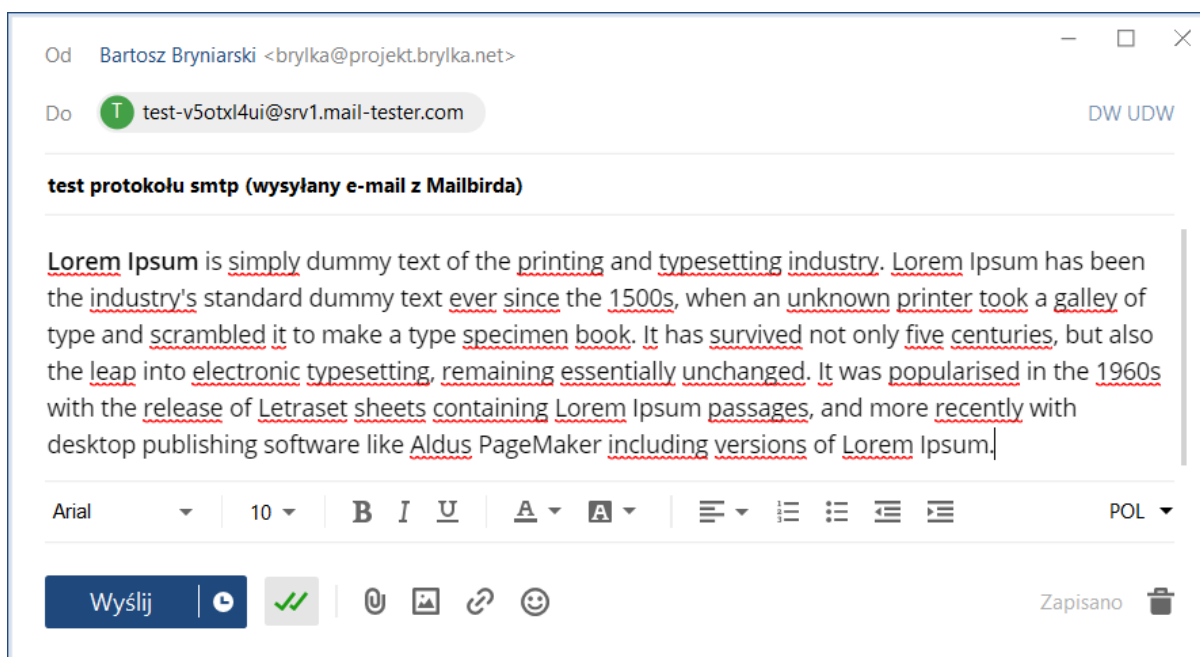 Od Bartosz Bryniarski <brylka@projekt.brylka.net>
Do T test-v5otxl4ui@srv1.mail-tester.com DW UDW
test protokołu smtp (wysyłany e-mail z Mailbirda)
Lorem Ipsum is simply dummy text of the printing and typesetting industry. Lorem Ipsum has been
the industry's standard dummy text ever since the 1500s, when an unknown printer took a galley of
type and scrambled it to make a type specimen book. It has survived not only five centuries, but also
the leap into electronic typesetting, remaining essentially unchanged. It was popularised in the 1960s
with the release of Letraset sheets containing Lorem Ipsum passages, and more recently with
desktop publishing software like Aldus PageMaker including versions of Lorem Ipsum.
Arial 10 B I U A A POL
Wyślij Zapisano